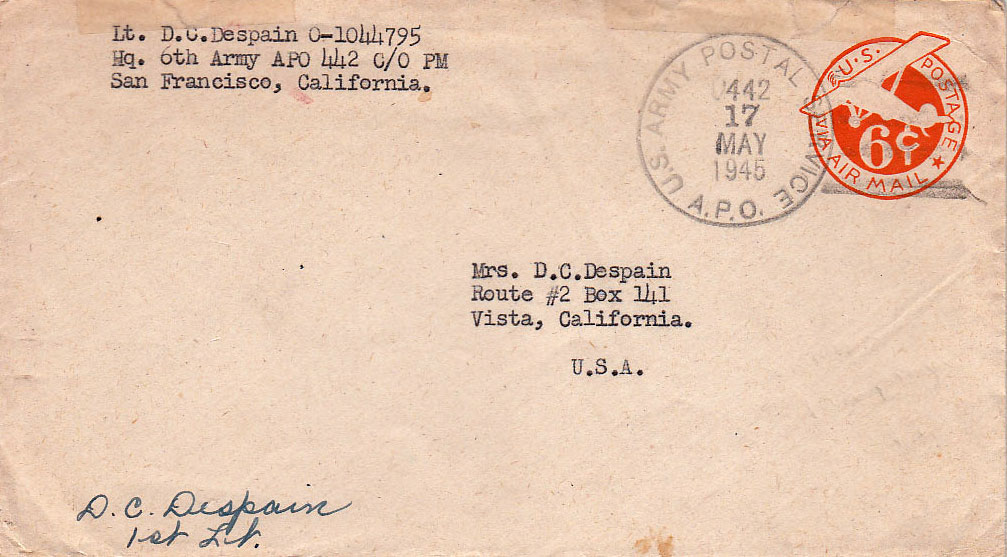 Lt. D.C.Despain O-1044795
Hq. 6th Army APO 442 C/O PM
San Francisco, California.
U.S. ARMY POSTAL SERVICE
442
17
MAY
1945
A.P.O.
U.S. POSTAGE
6¢
VIA AIR MAIL
Mrs. D.C.Despain
Route #2 Box 141
Vista, California.
U.S.A.
D. C. Despain
1st Lt.